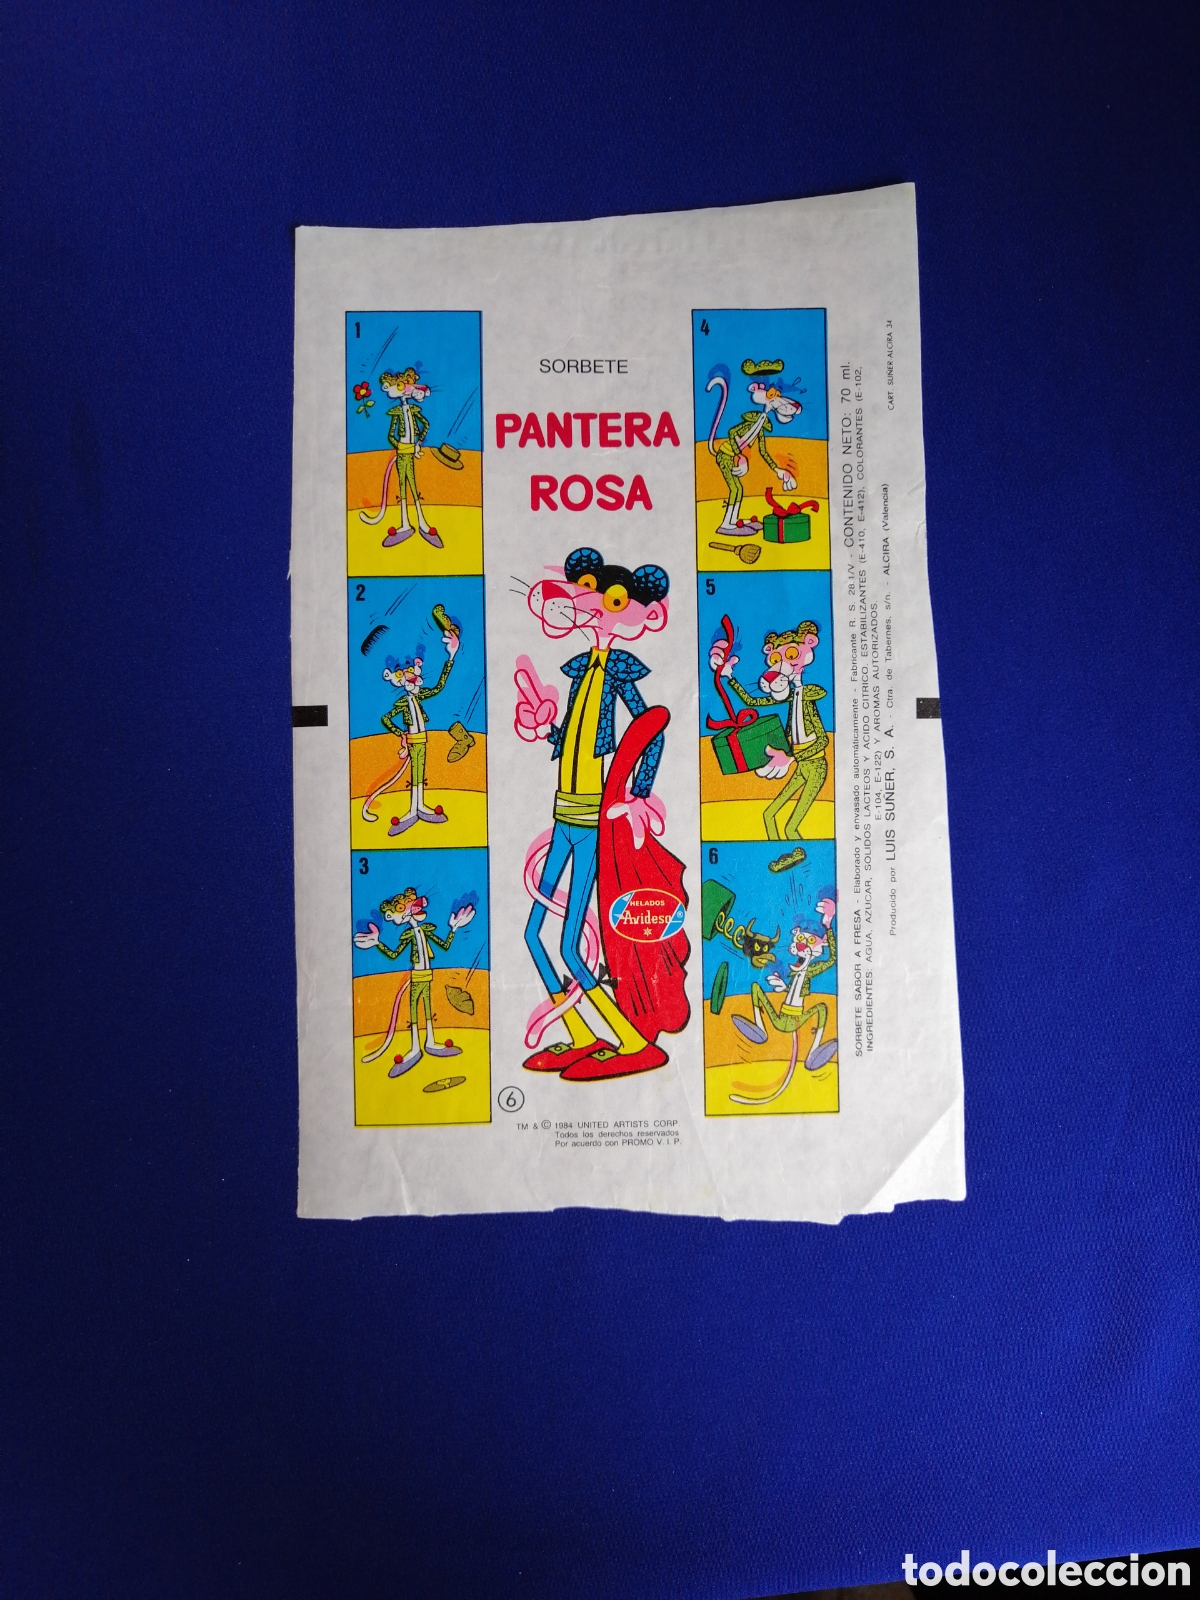 1
2
3
SORBETE
PANTERA
ROSA
HELADOS
Avidesa ®
6
TM & © 1984 UNITED ARTISTS CORP.
Todos los derechos reservados
Por acuerdo con PROMO V. I. P.
4
5
6
SORBETE SABOR A FRESA - Elaborado y envasado automáticamente - Fabricante R. S. 28.1/V - CONTENIDO NETO: 70 ml.
INGREDIENTES: AGUA, AZUCAR, SOLIDOS LACTEOS Y ACIDO CITRICO. ESTABILIZANTES (E-410, E-412), COLORANTES (E-102,
E-104, E-122) Y AROMAS AUTORIZADOS.
Producido por LUIS SUÑER, S. A. - Ctra. de Tabernes. s/n. - ALCIRA (Valencia)
CART. SUÑER-ALCIRA 34
todocoleccion